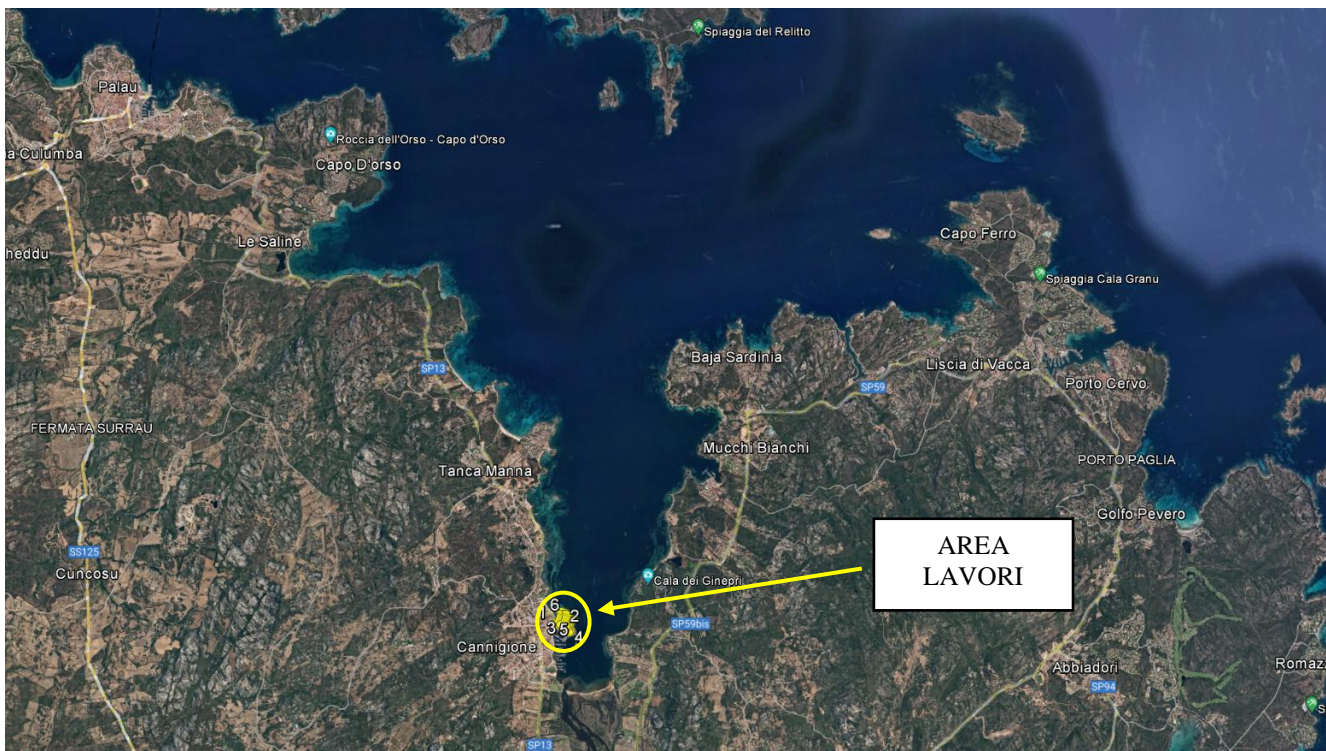 Spiaggia del Relitto
Palau
Roccia dell'Orso - Capo d'Orso
Culumba
Capo D'orso
Capo Ferro
Le Saline
heddu
Spiaggia Cala Granu
Baja Sardinia
Liscia di Vacca
SP13
SP59
Porto Cervo
FERMATA SURRAU
Mucchi Bianchi
PORTO PAGLIA
Tanca Manna
Golfo Pevero
AREA
LAVORI
SS125
Cuncosu
Cala dei Ginepri
6
1 2
3 5 4
SP59bis
Cannigione
Abbiadori
Romazz
SP94
S
SP13